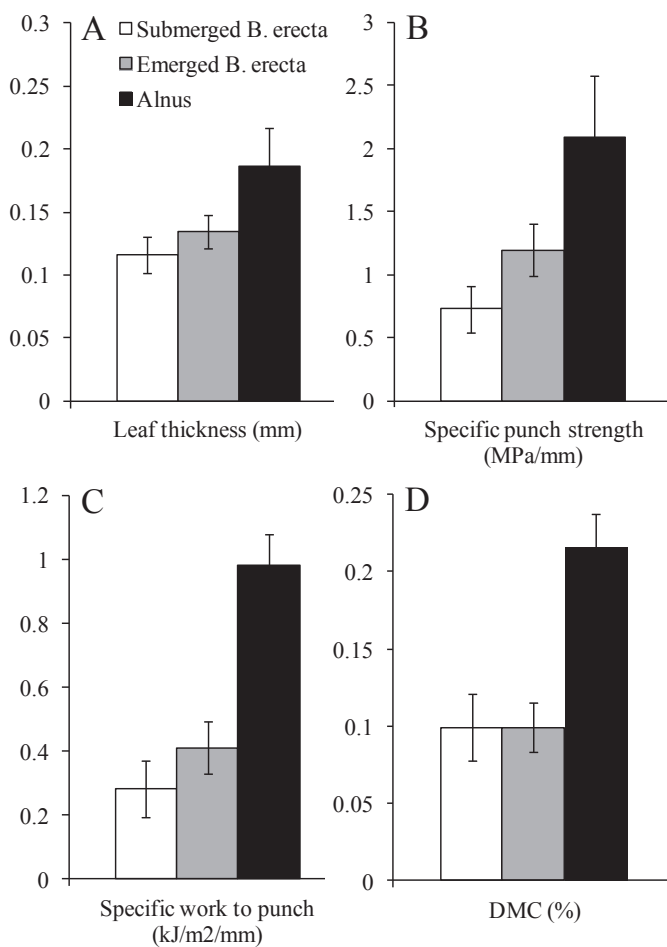 A
Submerged B. erecta
Emerged B. erecta
Alnus
0.3
0.25
0.2
0.15
0.1
0.05
0
Leaf thickness (mm)
B
3
2.5
2
1.5
1
0.5
0
Specific punch strength
(MPa/mm)
C
1.2
1
0.8
0.6
0.4
0.2
0
Specific work to punch
(kJ/m2/mm)
D
0.25
0.2
0.15
0.1
0.05
0
DMC (%)